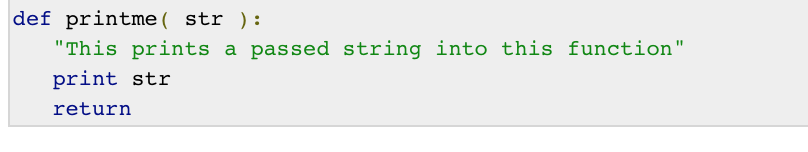 def printme( str ):
   "This prints a passed string into this function"
   print str
   return